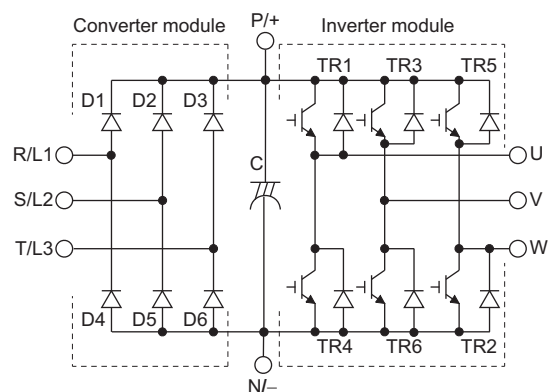 Converter module
P/+
Inverter module
D1 D2 D3
TR1 TR3 TR5
R/L1
U
C
S/L2
V
T/L3
W
D4 D5 D6
TR4 TR6 TR2
N/−